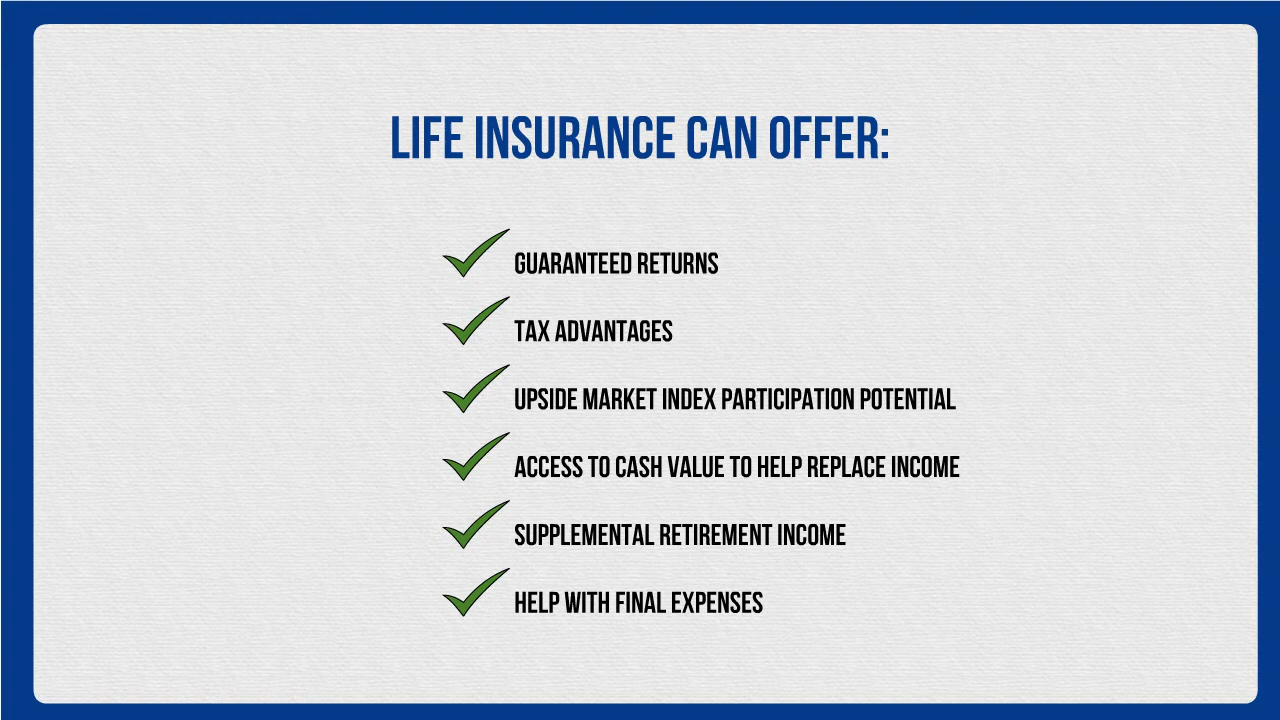 LIFE INSURANCE CAN OFFER:
GUARANTEED RETURNS
TAX ADVANTAGES
UPSIDE MARKET INDEX PARTICIPATION POTENTIAL
ACCESS TO CASH VALUE TO HELP REPLACE INCOME
SUPPLEMENTAL RETIREMENT INCOME
HELP WITH FINAL EXPENSES